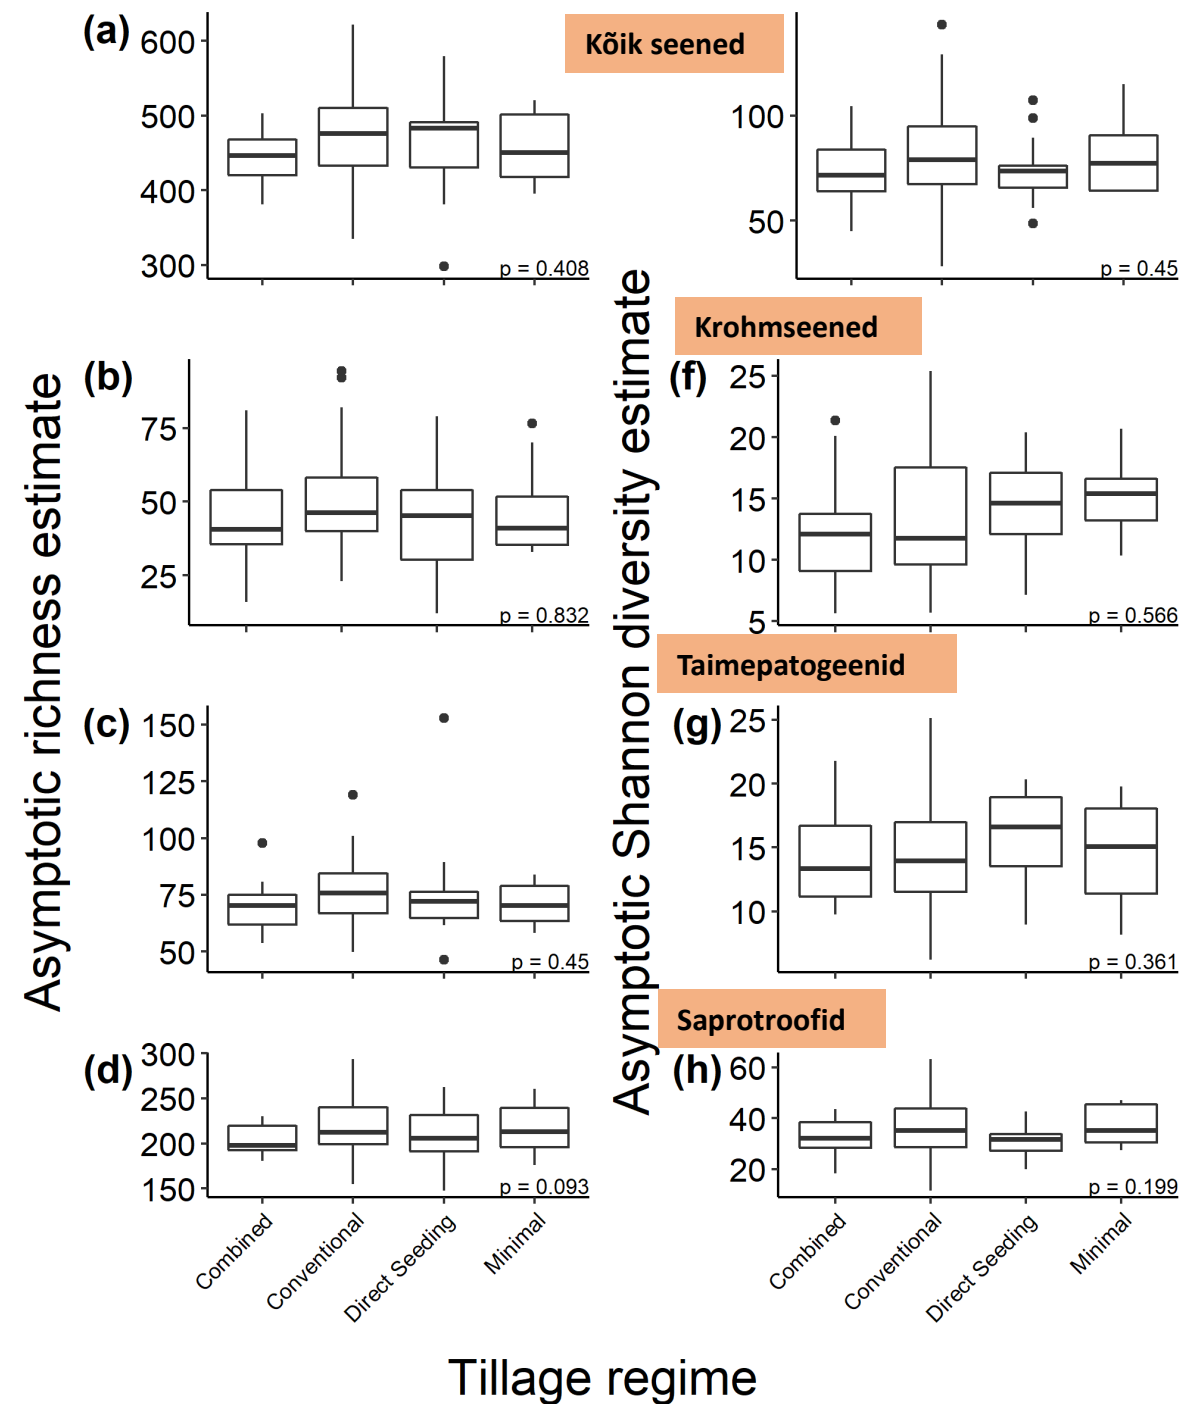 (a)
600
500
400
300
p = 0.408
Kõik seened
100
50
p = 0.45
Asymptotic richness estimate
Asymptotic Shannon diversity estimate
Krohmseened
(b)
75
50
25
p = 0.832
(f)
25
20
15
10
5
p = 0.566
Taimepatogeenid
(c)
150
125
100
75
50
p = 0.45
(g)
25
20
15
10
p = 0.361
Saprotroofid
(d)
300
250
200
150
p = 0.093
Combined
Conventional
Direct Seeding
Minimal
(h)
60
40
20
p = 0.199
Combined
Conventional
Direct Seeding
Minimal
Tillage regime